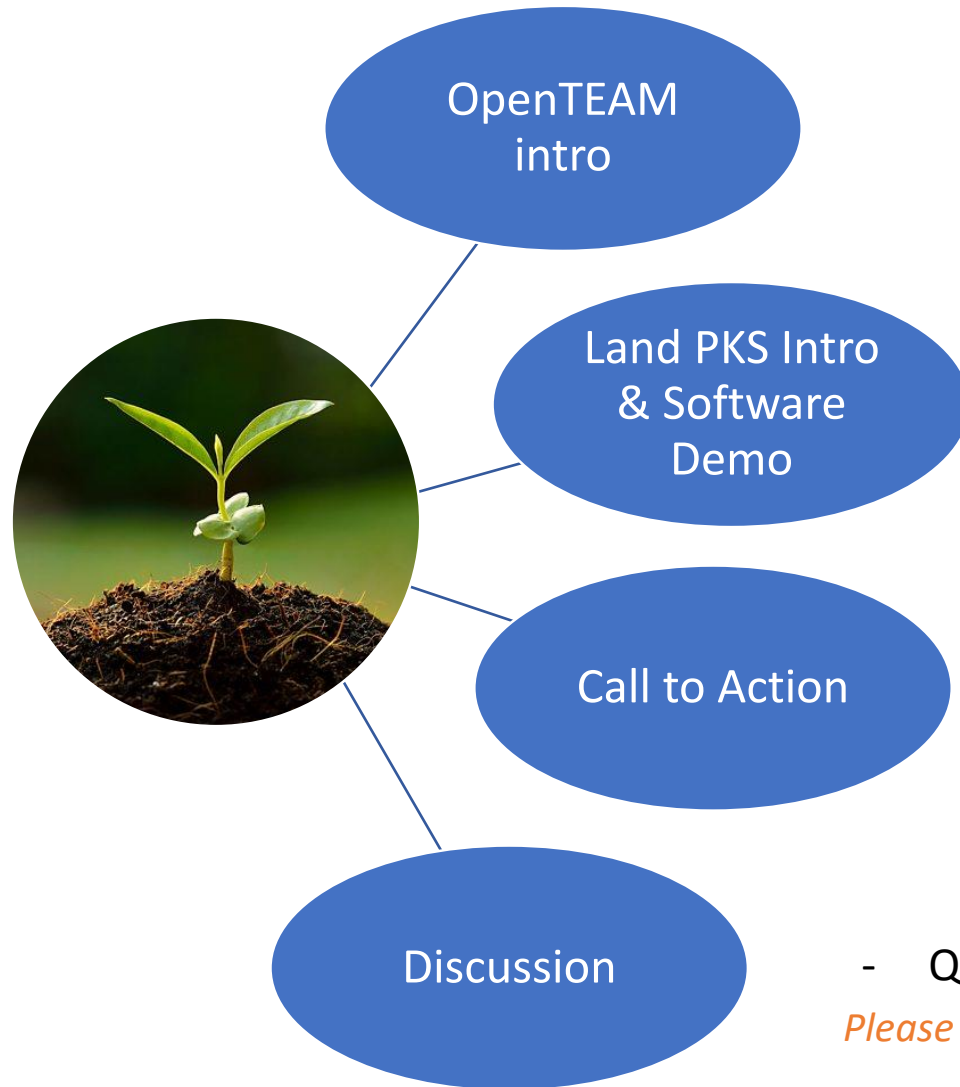 OpenTEAM
intro
Land PKS Intro
& Software
Demo
Call to Action
Discussion
- Q
Please